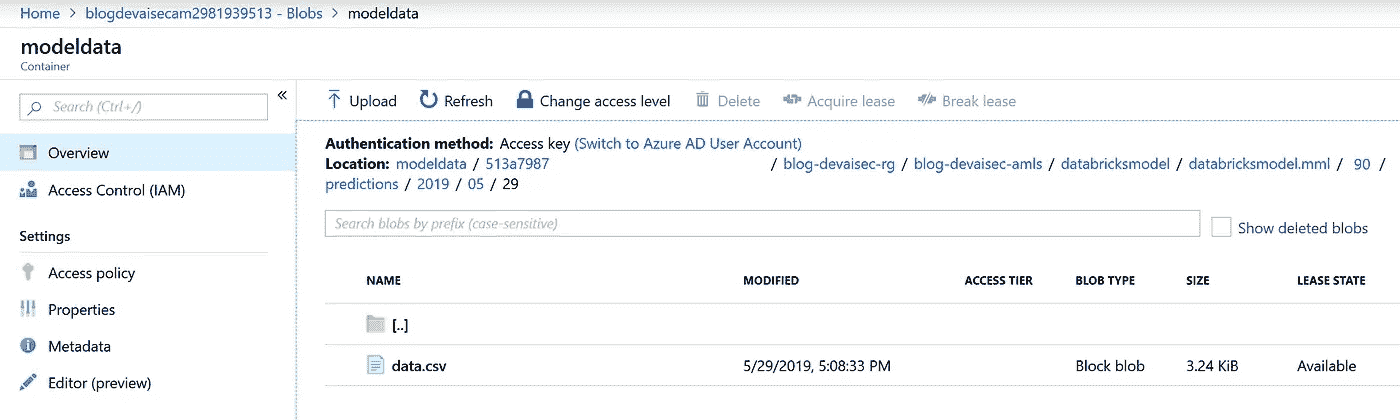 Home > blogdevaisecam2981939513 - Blobs > modeldata
modeldata
Container
«
Search (Ctrl+/)
Overview
Access Control (IAM)
Settings
Access policy
Properties
Metadata
Editor (preview)
Upload Refresh Change access level Delete Acquire lease Break lease
Authentication method: Access key (Switch to Azure AD User Account)
Location: modeldata / 513a7987 / blog-devaisec-rg / blog-devaisec-amls / databricksmodel / databricksmodel.mml / 90 /
predictions / 2019 / 05 / 29
Search blobs by prefix (case-sensitive)
Show deleted blobs
NAME MODIFIED ACCESS TIER BLOB TYPE SIZE LEASE STATE
[..]
data.csv 5/29/2019, 5:08:33 PM Block blob 3.24 KiB Available